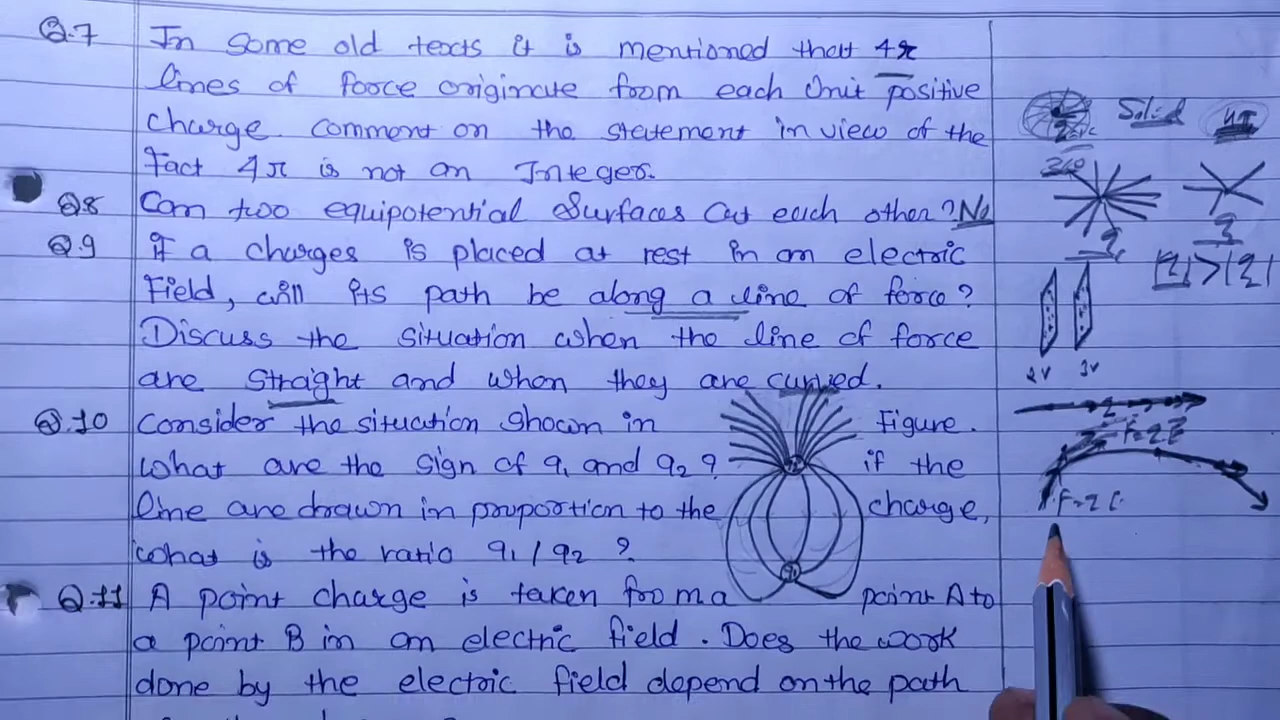 Q.7 In some old texts it is mentioned that 4π
lines of force originate from each Unit positive
charge. comment on the statement in view of the
fact 4π is not an Integer.
Q8 Can two equipotential Surfaces Cut each other? No
Q.9 If a charges is placed at rest in an electric
Field, will its path be along a line of force?
Discuss the situation when the line of force
are Straight and when they are curved.
Q.10 Consider the situation shown in Figure.
What are the sign of q1 and q2? if the
line are drawn in proportion to the charge,
what is the ratio q1/q2 ?
Q.11 A point charge is taken from a point A to
a point B in an electric field. Does the work
done by the electric field depend on the path
Solid 4π
2V 3V
q1